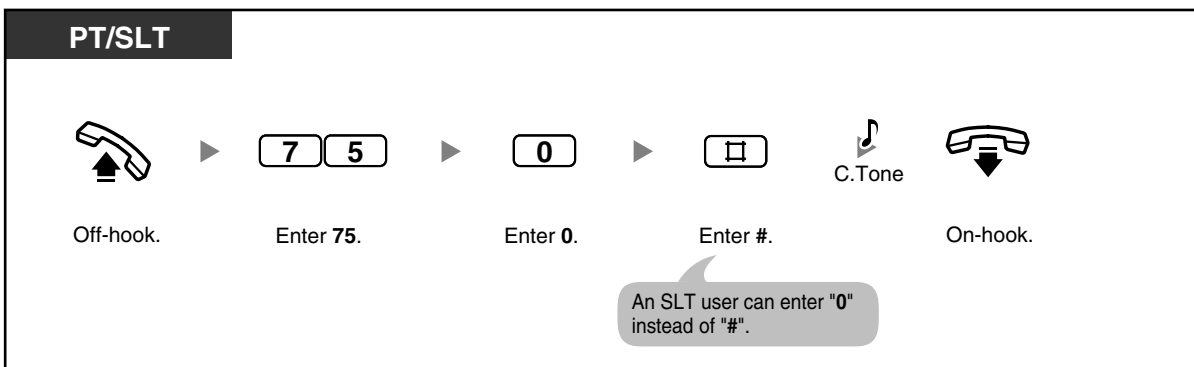 PT/SLT
7 5
0
#
C.Tone
Off-hook.
Enter 75.
Enter 0.
Enter #.
On-hook.
An SLT user can enter "0"
instead of "#".